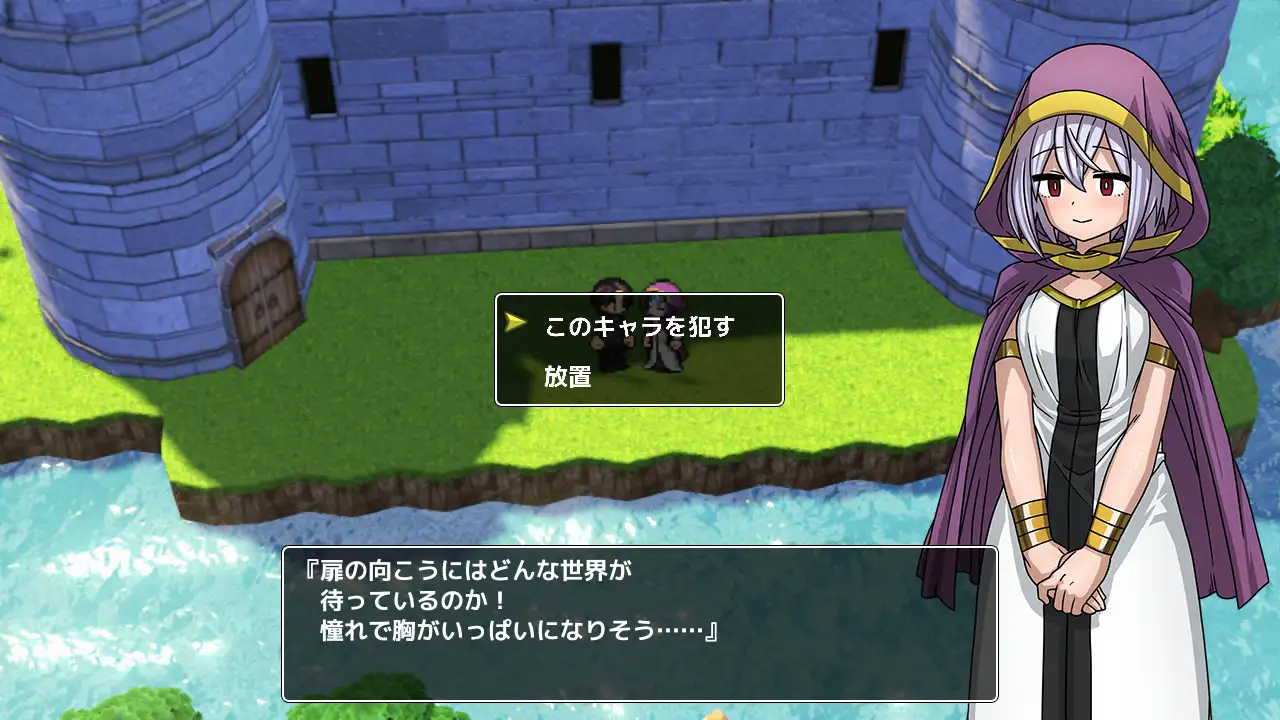 このキャラを犯す
放置
『扉の向こうにはどんな世界が
待っているのか！
憧れで胸がいっぱいになりそう……』